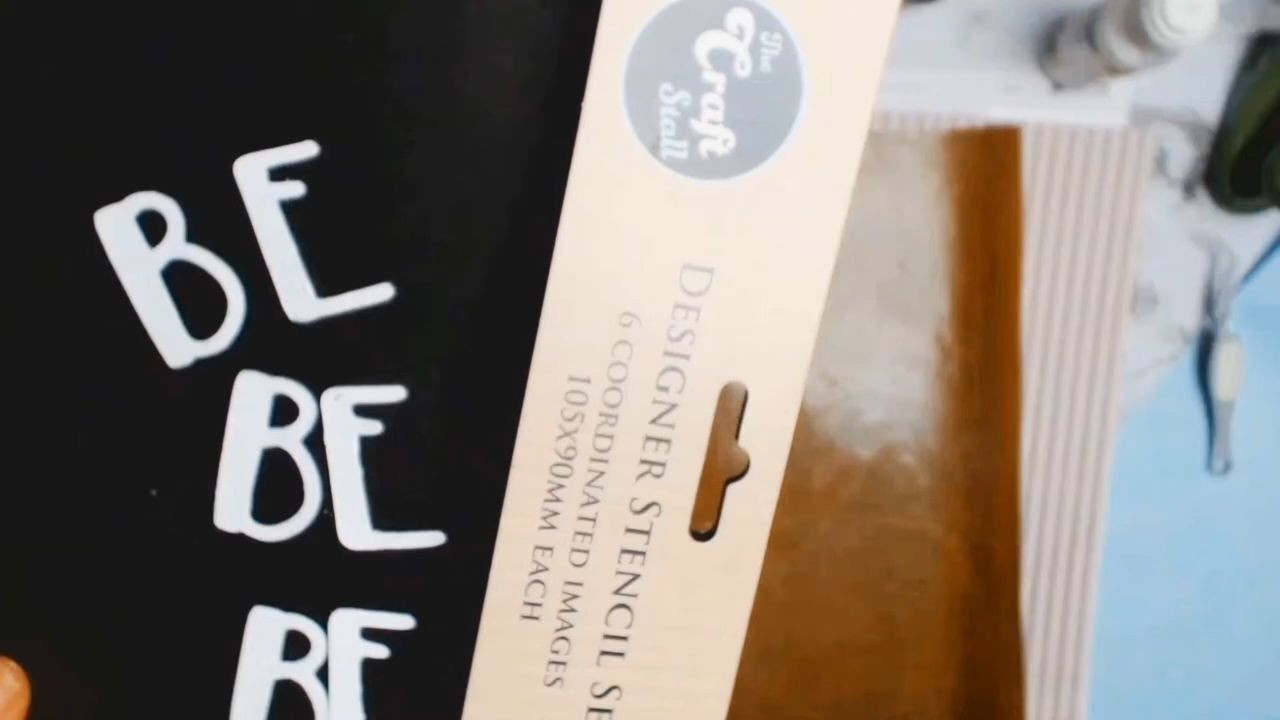 BE
BE
BE
The
Craft
Stall
DESIGNER STENCIL SE
6 COORDINATED IMAGES
105X90MM EACH